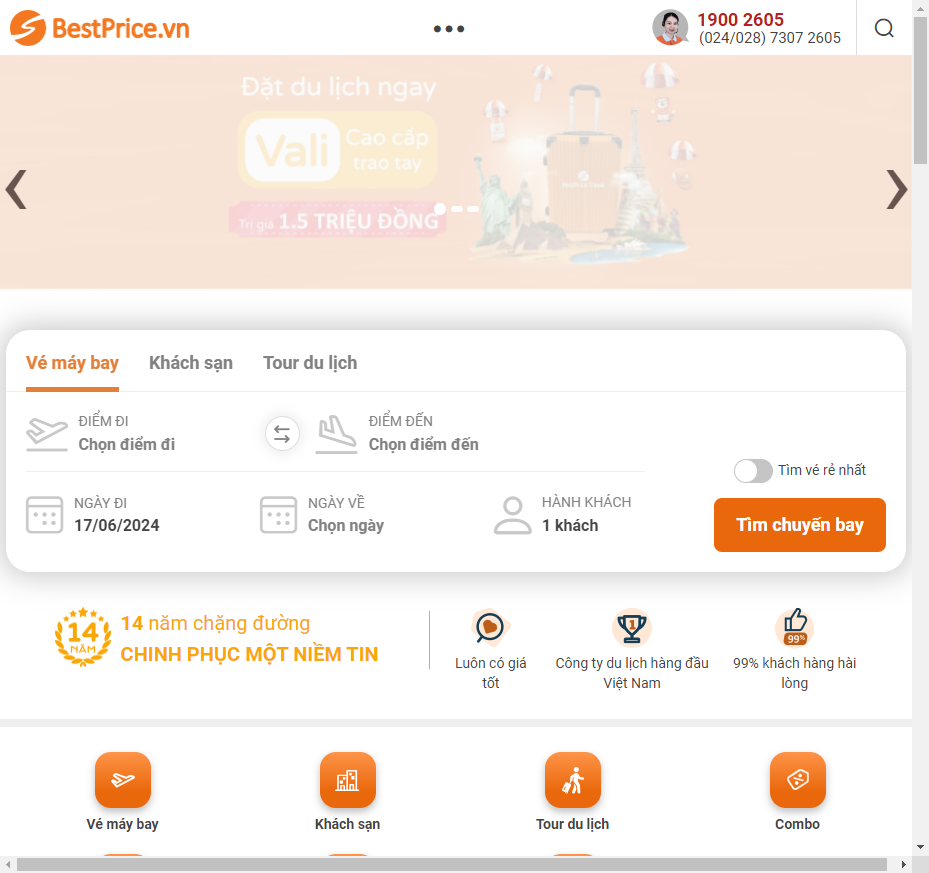 BestPrice.vn
1900 2605
(024/028) 7307 2605
Đặt du lịch ngay
Vali Cao cấp
trao tay
Trị giá 1.5 TRIỆU ĐỒNG
Vé máy bay
Khách sạn
Tour du lịch
ĐIỂM ĐI
Chọn điểm đi
ĐIỂM ĐẾN
Chọn điểm đến
Tìm vé rẻ nhất
NGÀY ĐI
17/06/2024
NGÀY VỀ
Chọn ngày
HÀNH KHÁCH
1 khách
Tìm chuyến bay
14
NĂM
14 năm chặng đường
CHINH PHỤC MỘT NIỀM TIN
Luôn có giá
tốt
1
Công ty du lịch hàng đầu
Việt Nam
99%
99% khách hàng hài
lòng
Vé máy bay
Khách sạn
Tour du lịch
Combo